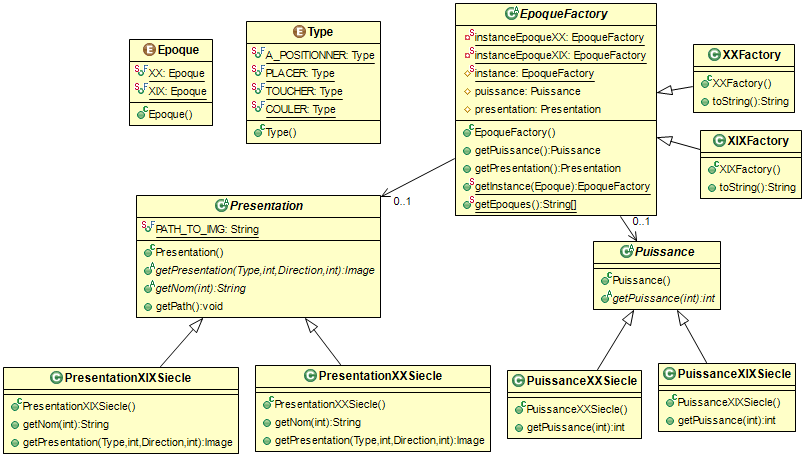 Epoque
XX: Epoque
XIX: Epoque
Epoque()
Type
A_POSITIONNER: Type
PLACER: Type
TOUCHER: Type
COULER: Type
Type()
EpoqueFactory
instanceEpoqueXX: EpoqueFactory
instanceEpoqueXIX: EpoqueFactory
instance: EpoqueFactory
puissance: Puissance
presentation: Presentation
EpoqueFactory()
getPuissance():Puissance
getPresentation():Presentation
getInstance(Epoque):EpoqueFactory
getEpoques():String[]
XXFactory
XXFactory()
toString():String
XIXFactory
XIXFactory()
toString():String
0..1
0..1
Presentation
PATH_TO_IMG: String
Presentation()
getPresentation(Type,int,Direction,int):Image
getNom(int):String
getPath():void
Puissance
Puissance()
getPuissance(int):int
PresentationXIXSiecle
PresentationXIXSiecle()
getNom(int):String
getPresentation(Type,int,Direction,int):Image
PresentationXXSiecle
PresentationXXSiecle()
getNom(int):String
getPresentation(Type,int,Direction,int):Image
PuissanceXXSiecle
PuissanceXXSiecle()
getPuissance(int):int
PuissanceXIXSiecle
PuissanceXIXSiecle()
getPuissance(int):int